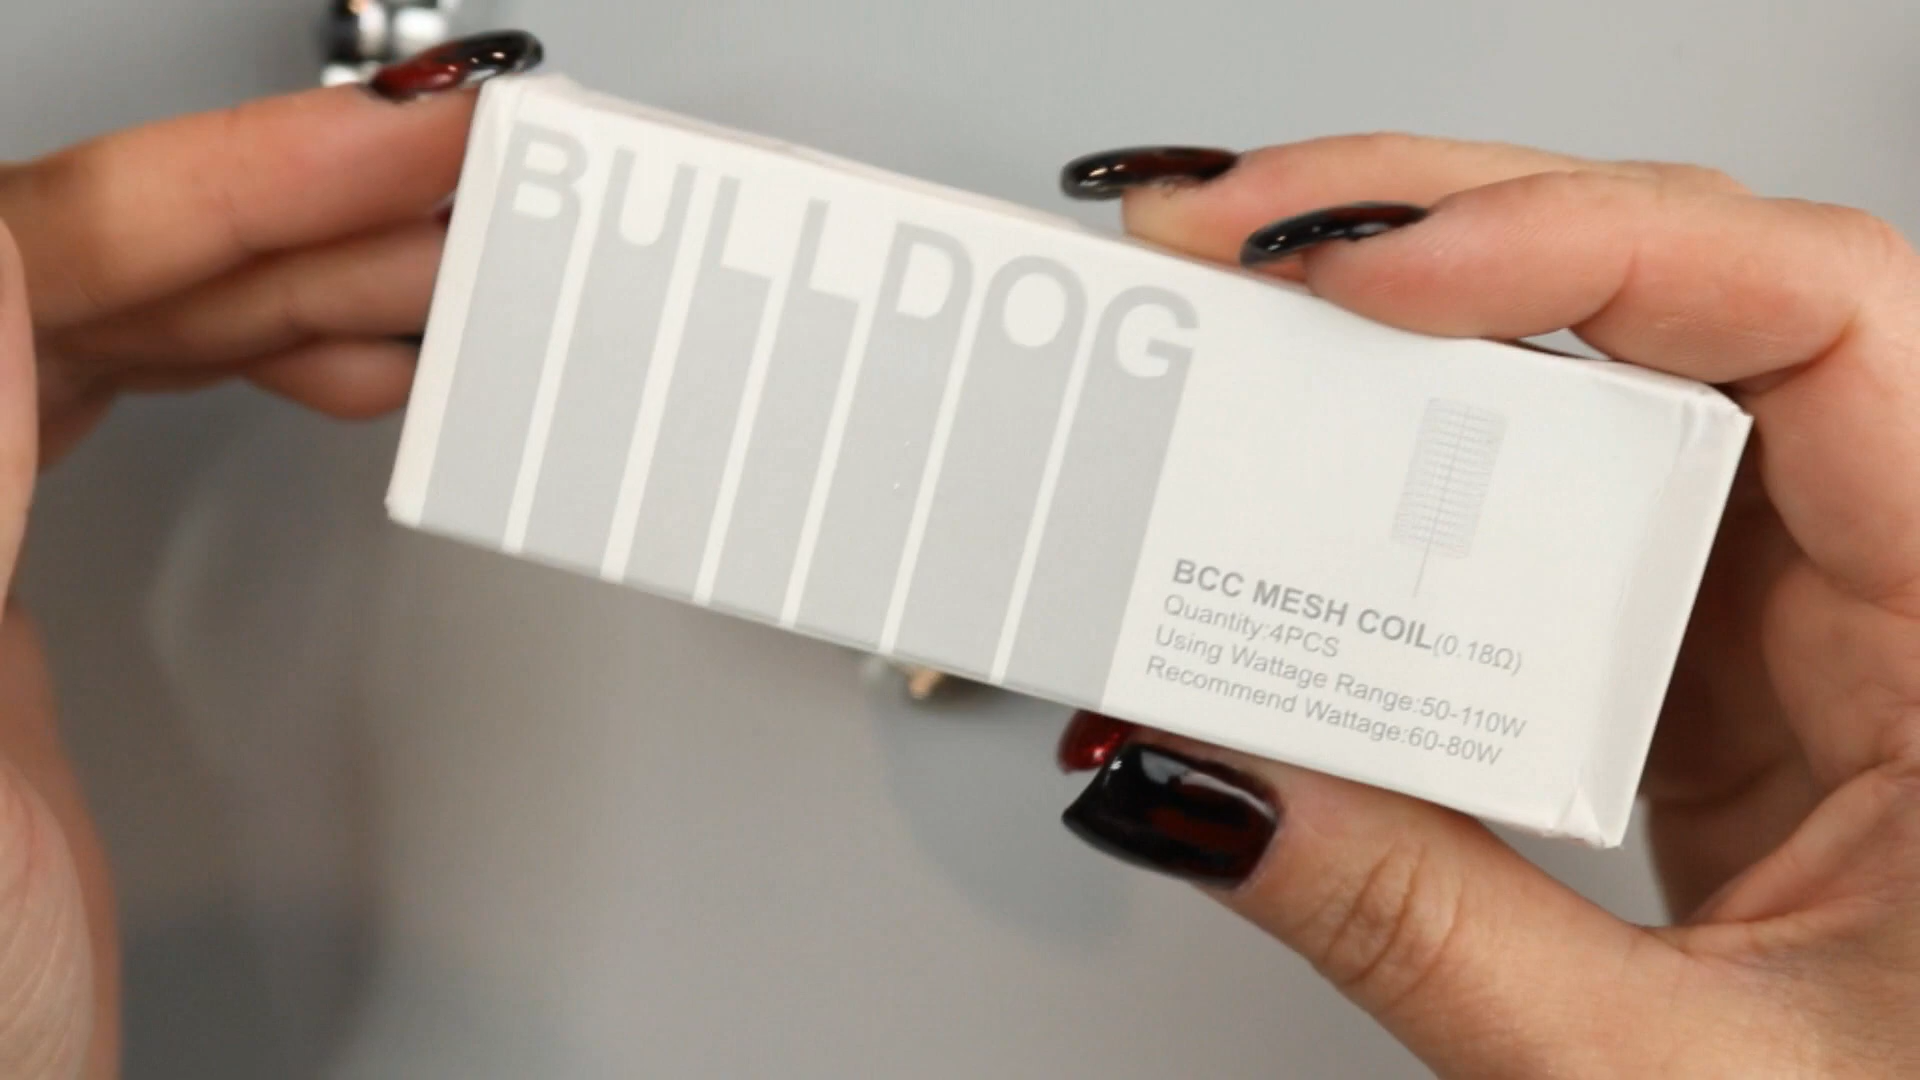 BULLDOG
BCC MESH COIL(0.18Ω)
Quantity:4PCS
Using Wattage Range:50-110W
Recommend Wattage:60-80W